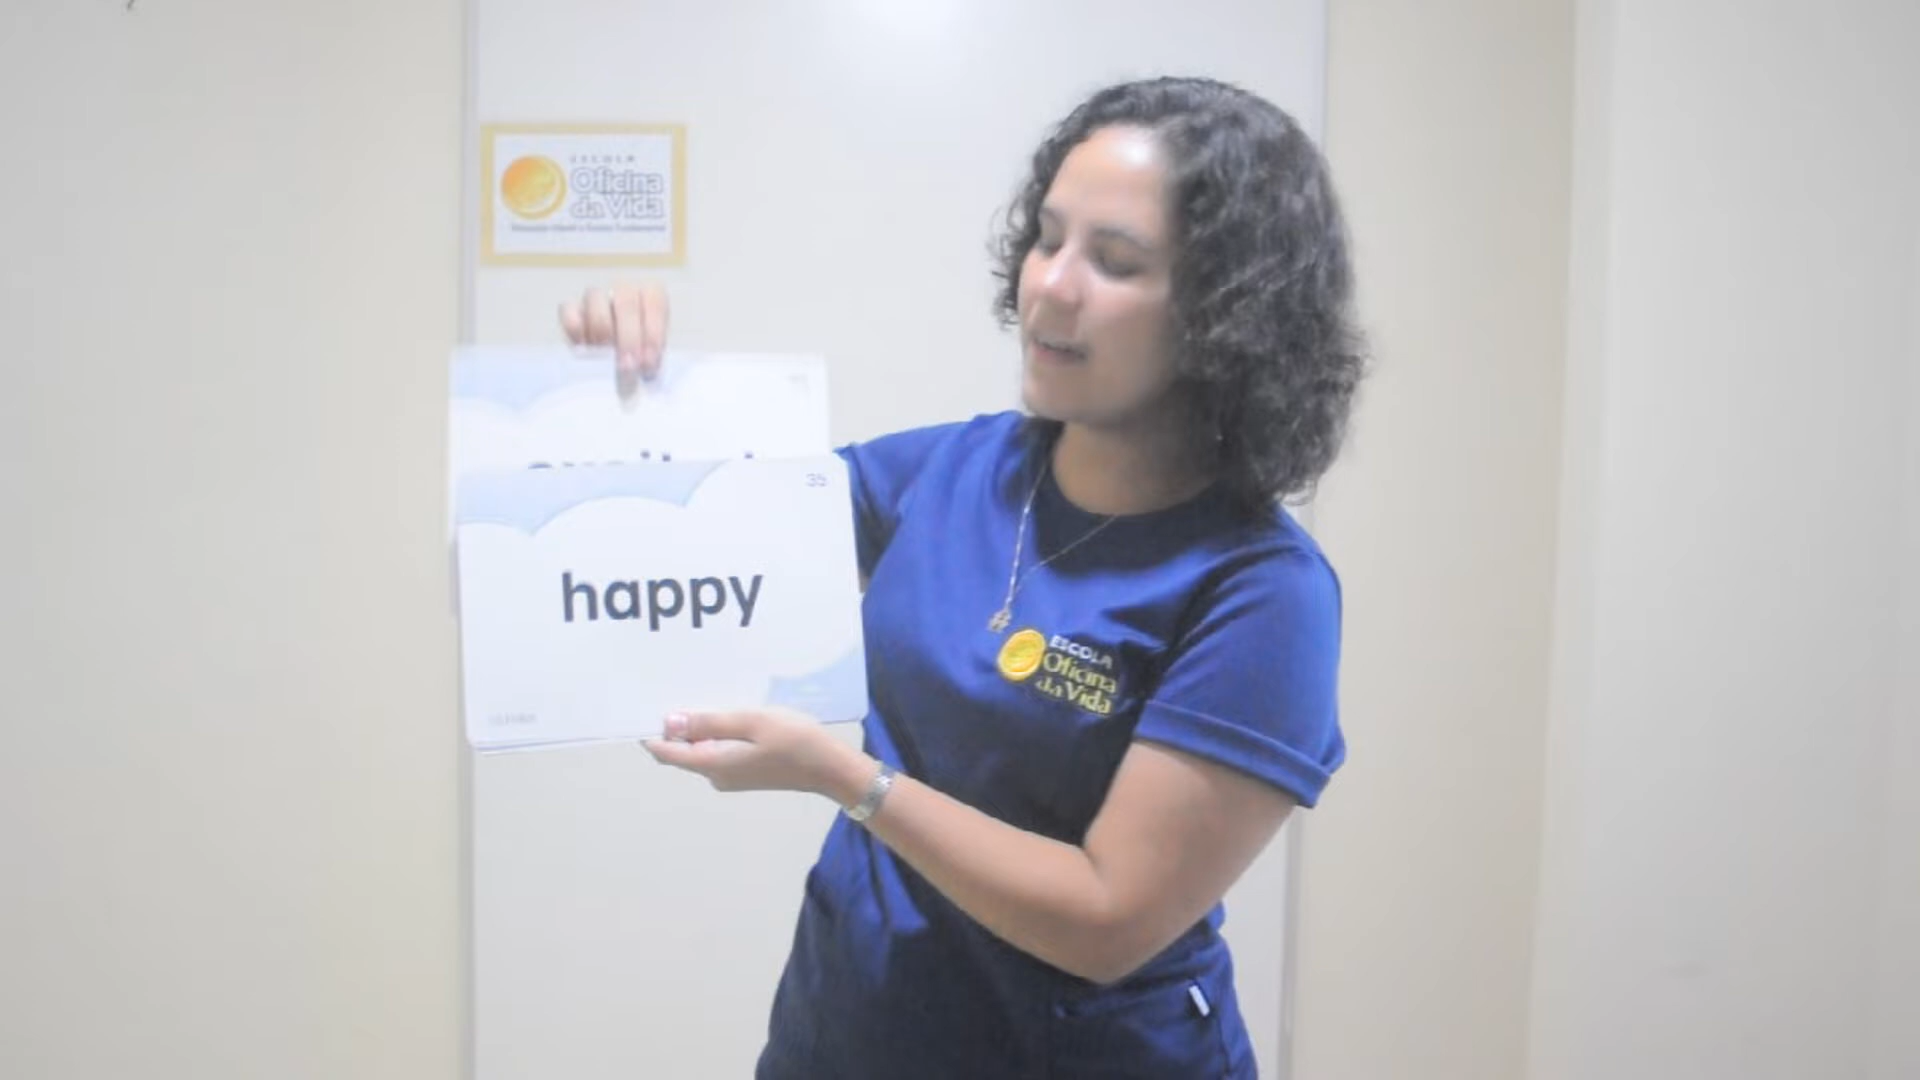 ESCOLA
Oficina
da Vida
35
happy
ESCOLA
Oficina
da Vida